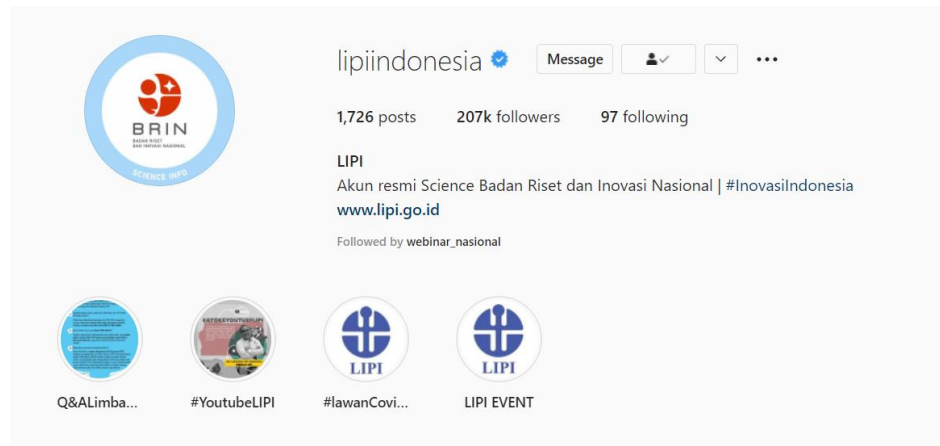 lipiindonesia
Message
1,726 posts 207k followers 97 following
LIPI
Akun resmi Science Badan Riset dan Inovasi Nasional | #InovasiIndonesia
www.lipi.go.id
Followed by webinar_nasional
BRIN
BADAN RISET
DAN INOVASI NASIONAL
SCIENCE INFO
#KATOKEYOUTUBELIPI
LIPI
LIPI
Q&ALimba...
#YoutubeLIPI
#lawanCovi...
LIPI EVENT